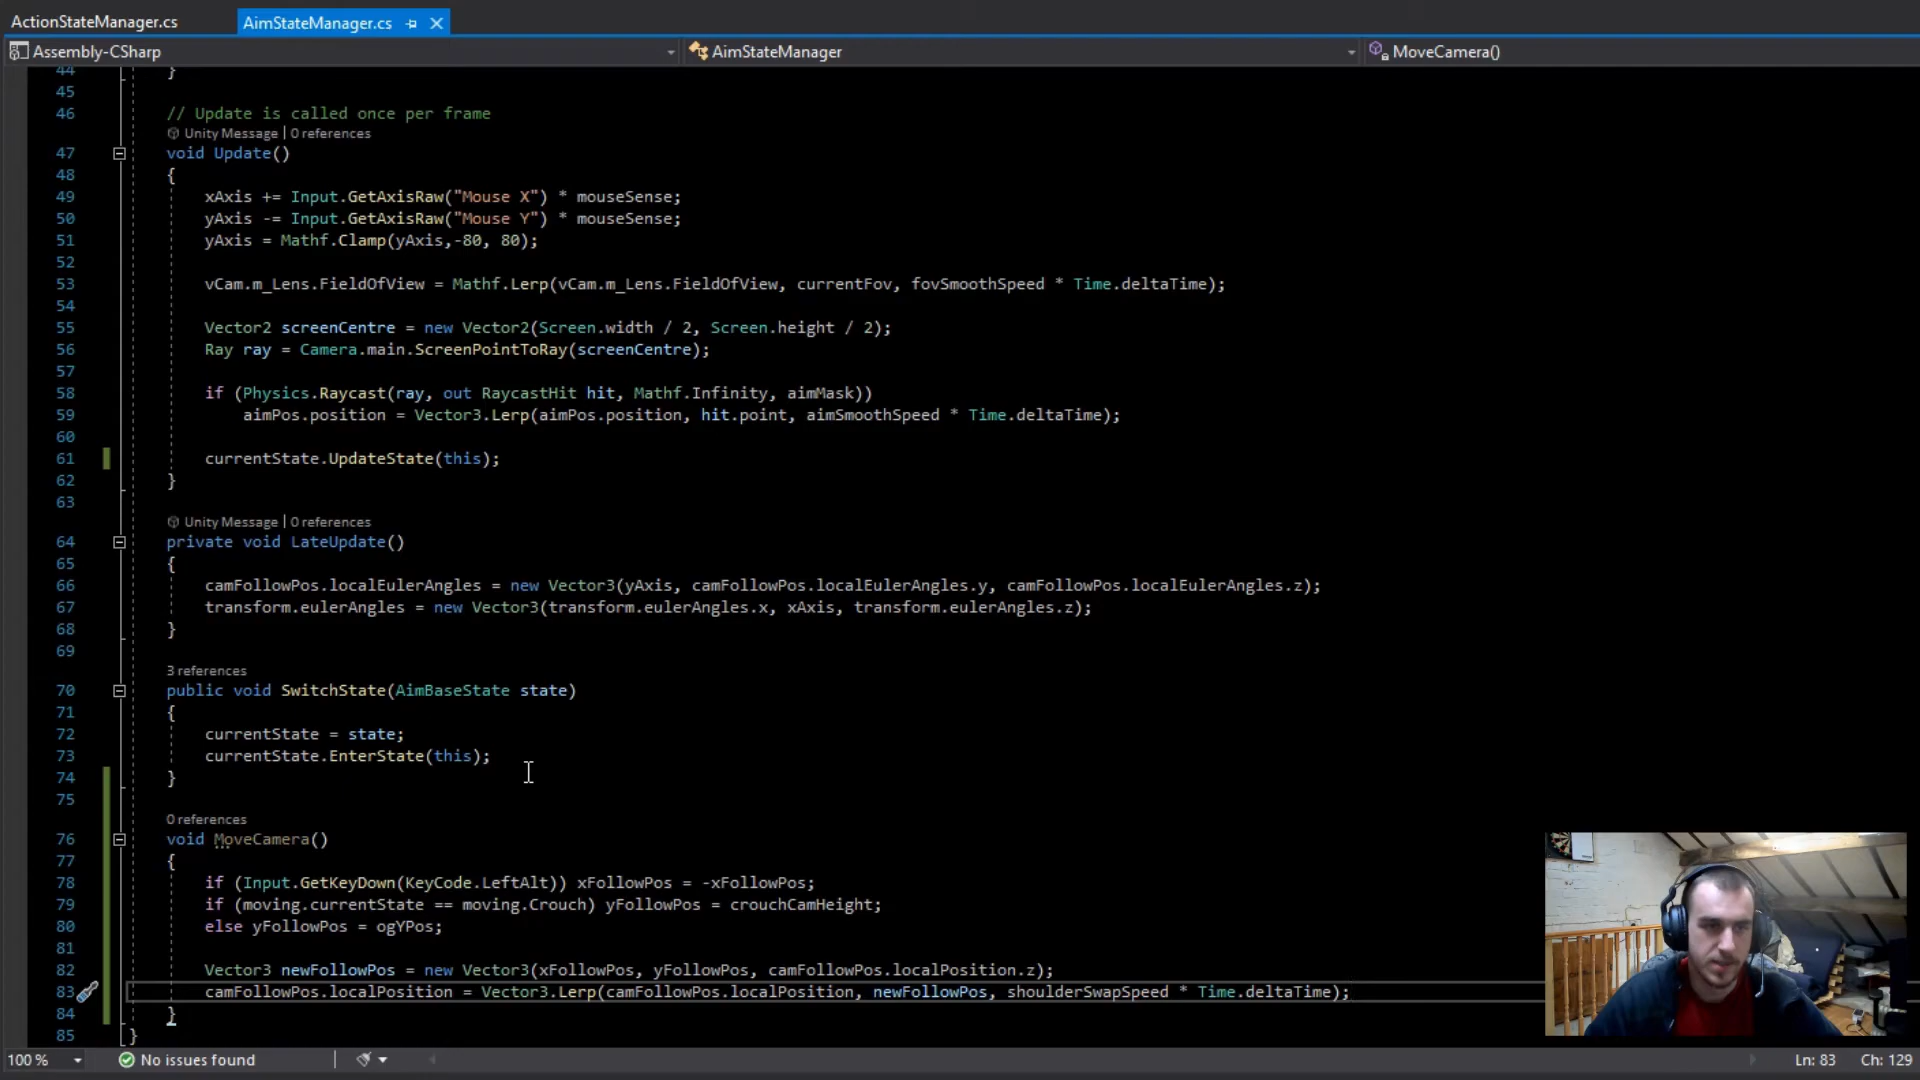 ActionStateManager.cs
AimStateManager.cs
Assembly-CSharp
AimStateManager
MoveCamera()
44 }
45
46 // Update is called once per frame
Unity Message | 0 references
47 void Update()
48 {
49 xAxis += Input.GetAxisRaw("Mouse X") * mouseSense;
50 yAxis -= Input.GetAxisRaw("Mouse Y") * mouseSense;
51 yAxis = Mathf.Clamp(yAxis,-80, 80);
52
53 vCam.m_Lens.FieldOfView = Mathf.Lerp(vCam.m_Lens.FieldOfView, currentFov, fovSmoothSpeed * Time.deltaTime);
54
55 Vector2 screenCentre = new Vector2(Screen.width / 2, Screen.height / 2);
56 Ray ray = Camera.main.ScreenPointToRay(screenCentre);
57
58 if (Physics.Raycast(ray, out RaycastHit hit, Mathf.Infinity, aimMask))
59 aimPos.position = Vector3.Lerp(aimPos.position, hit.point, aimSmoothSpeed * Time.deltaTime);
60
61 currentState.UpdateState(this);
62 }
63
Unity Message | 0 references
64 private void LateUpdate()
65 {
66 camFollowPos.localEulerAngles = new Vector3(yAxis, camFollowPos.localEulerAngles.y, camFollowPos.localEulerAngles.z);
67 transform.eulerAngles = new Vector3(transform.eulerAngles.x, xAxis, transform.eulerAngles.z);
68 }
69
3 references
70 public void SwitchState(AimBaseState state)
71 {
72 currentState = state;
73 currentState.EnterState(this);
74 }
75
0 references
76 void MoveCamera()
77 {
78 if (Input.GetKeyDown(KeyCode.LeftAlt)) xFollowPos = -xFollowPos;
79 if (moving.currentState == moving.Crouch) yFollowPos = crouchCamHeight;
80 else yFollowPos = ogYPos;
81
82 Vector3 newFollowPos = new Vector3(xFollowPos, yFollowPos, camFollowPos.localPosition.z);
83 camFollowPos.localPosition = Vector3.Lerp(camFollowPos.localPosition, newFollowPos, shoulderSwapSpeed * Time.deltaTime);
84 }
85 }
100 % No issues found Ln: 83 Ch: 129